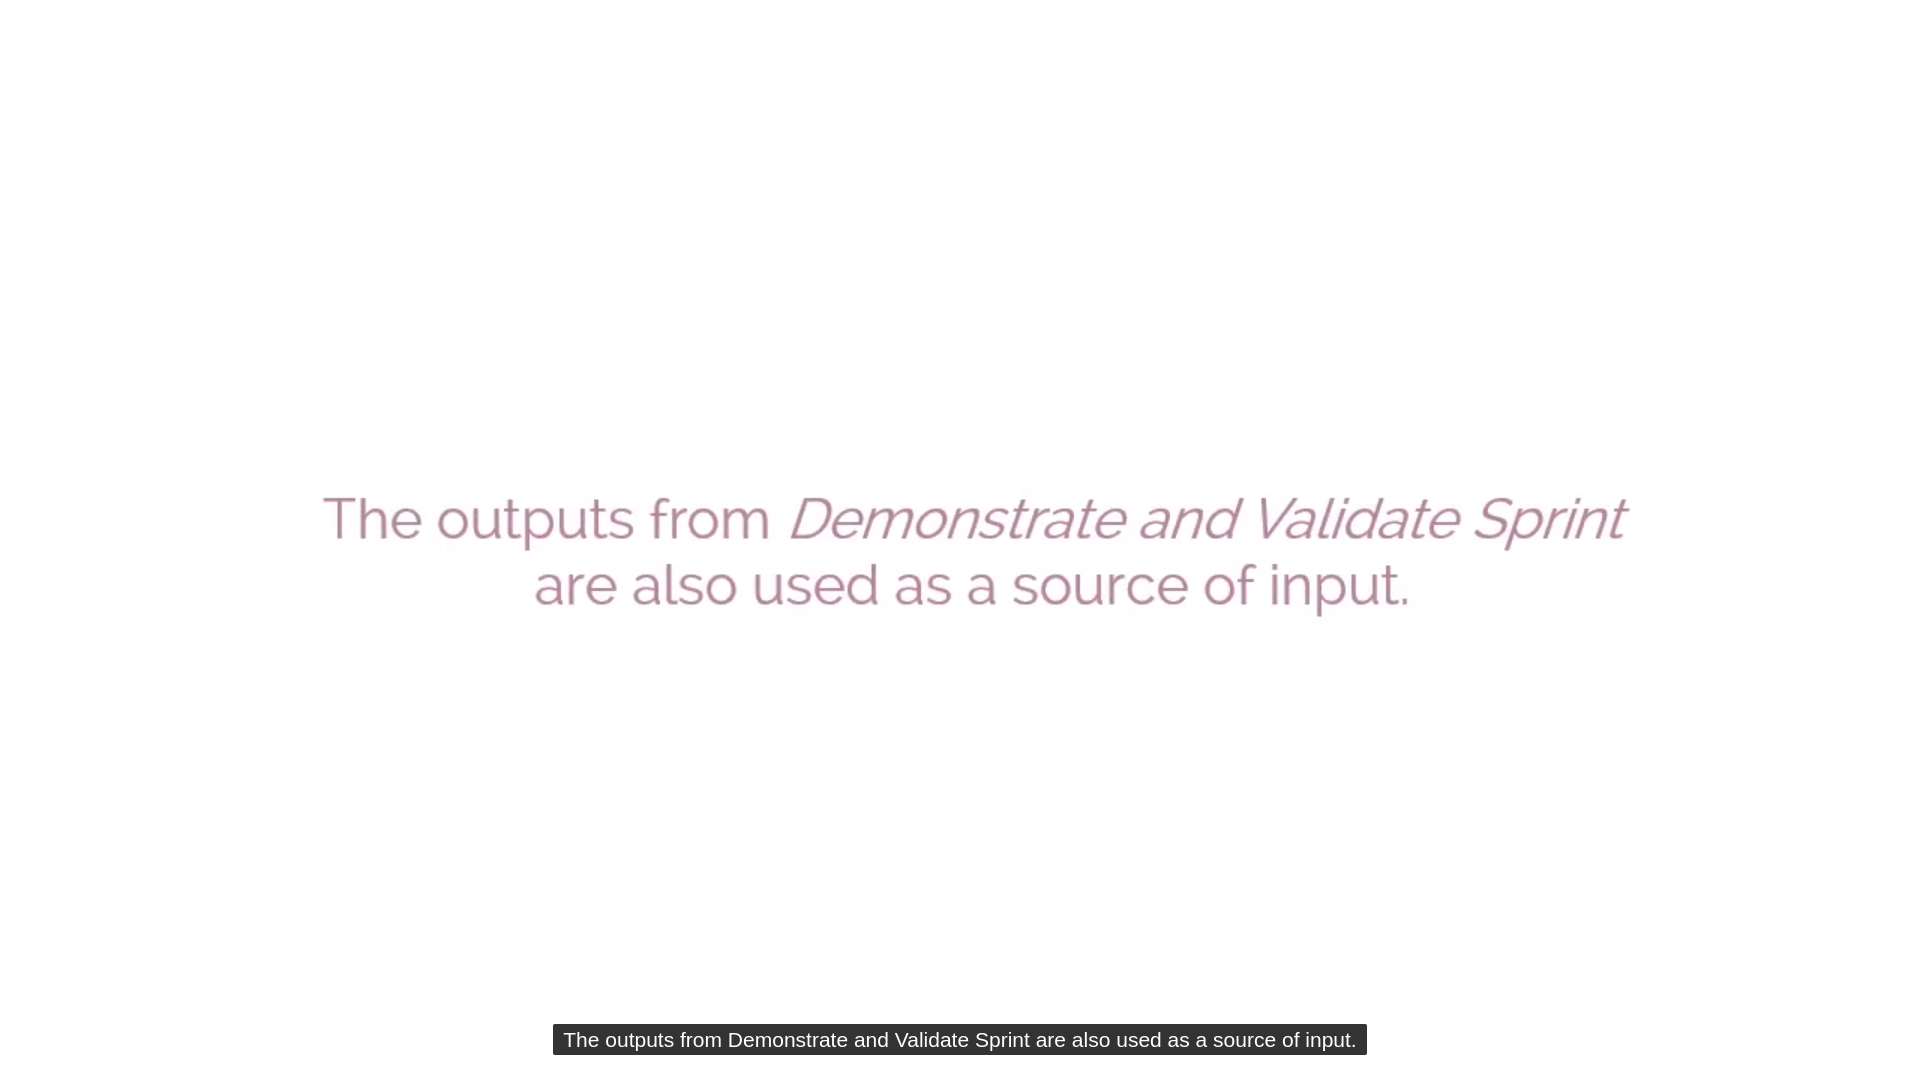 The outputs from Demonstrate and Validate Sprint
are also used as a source of input.
The outputs from Demonstrate and Validate Sprint are also used as a source of input.